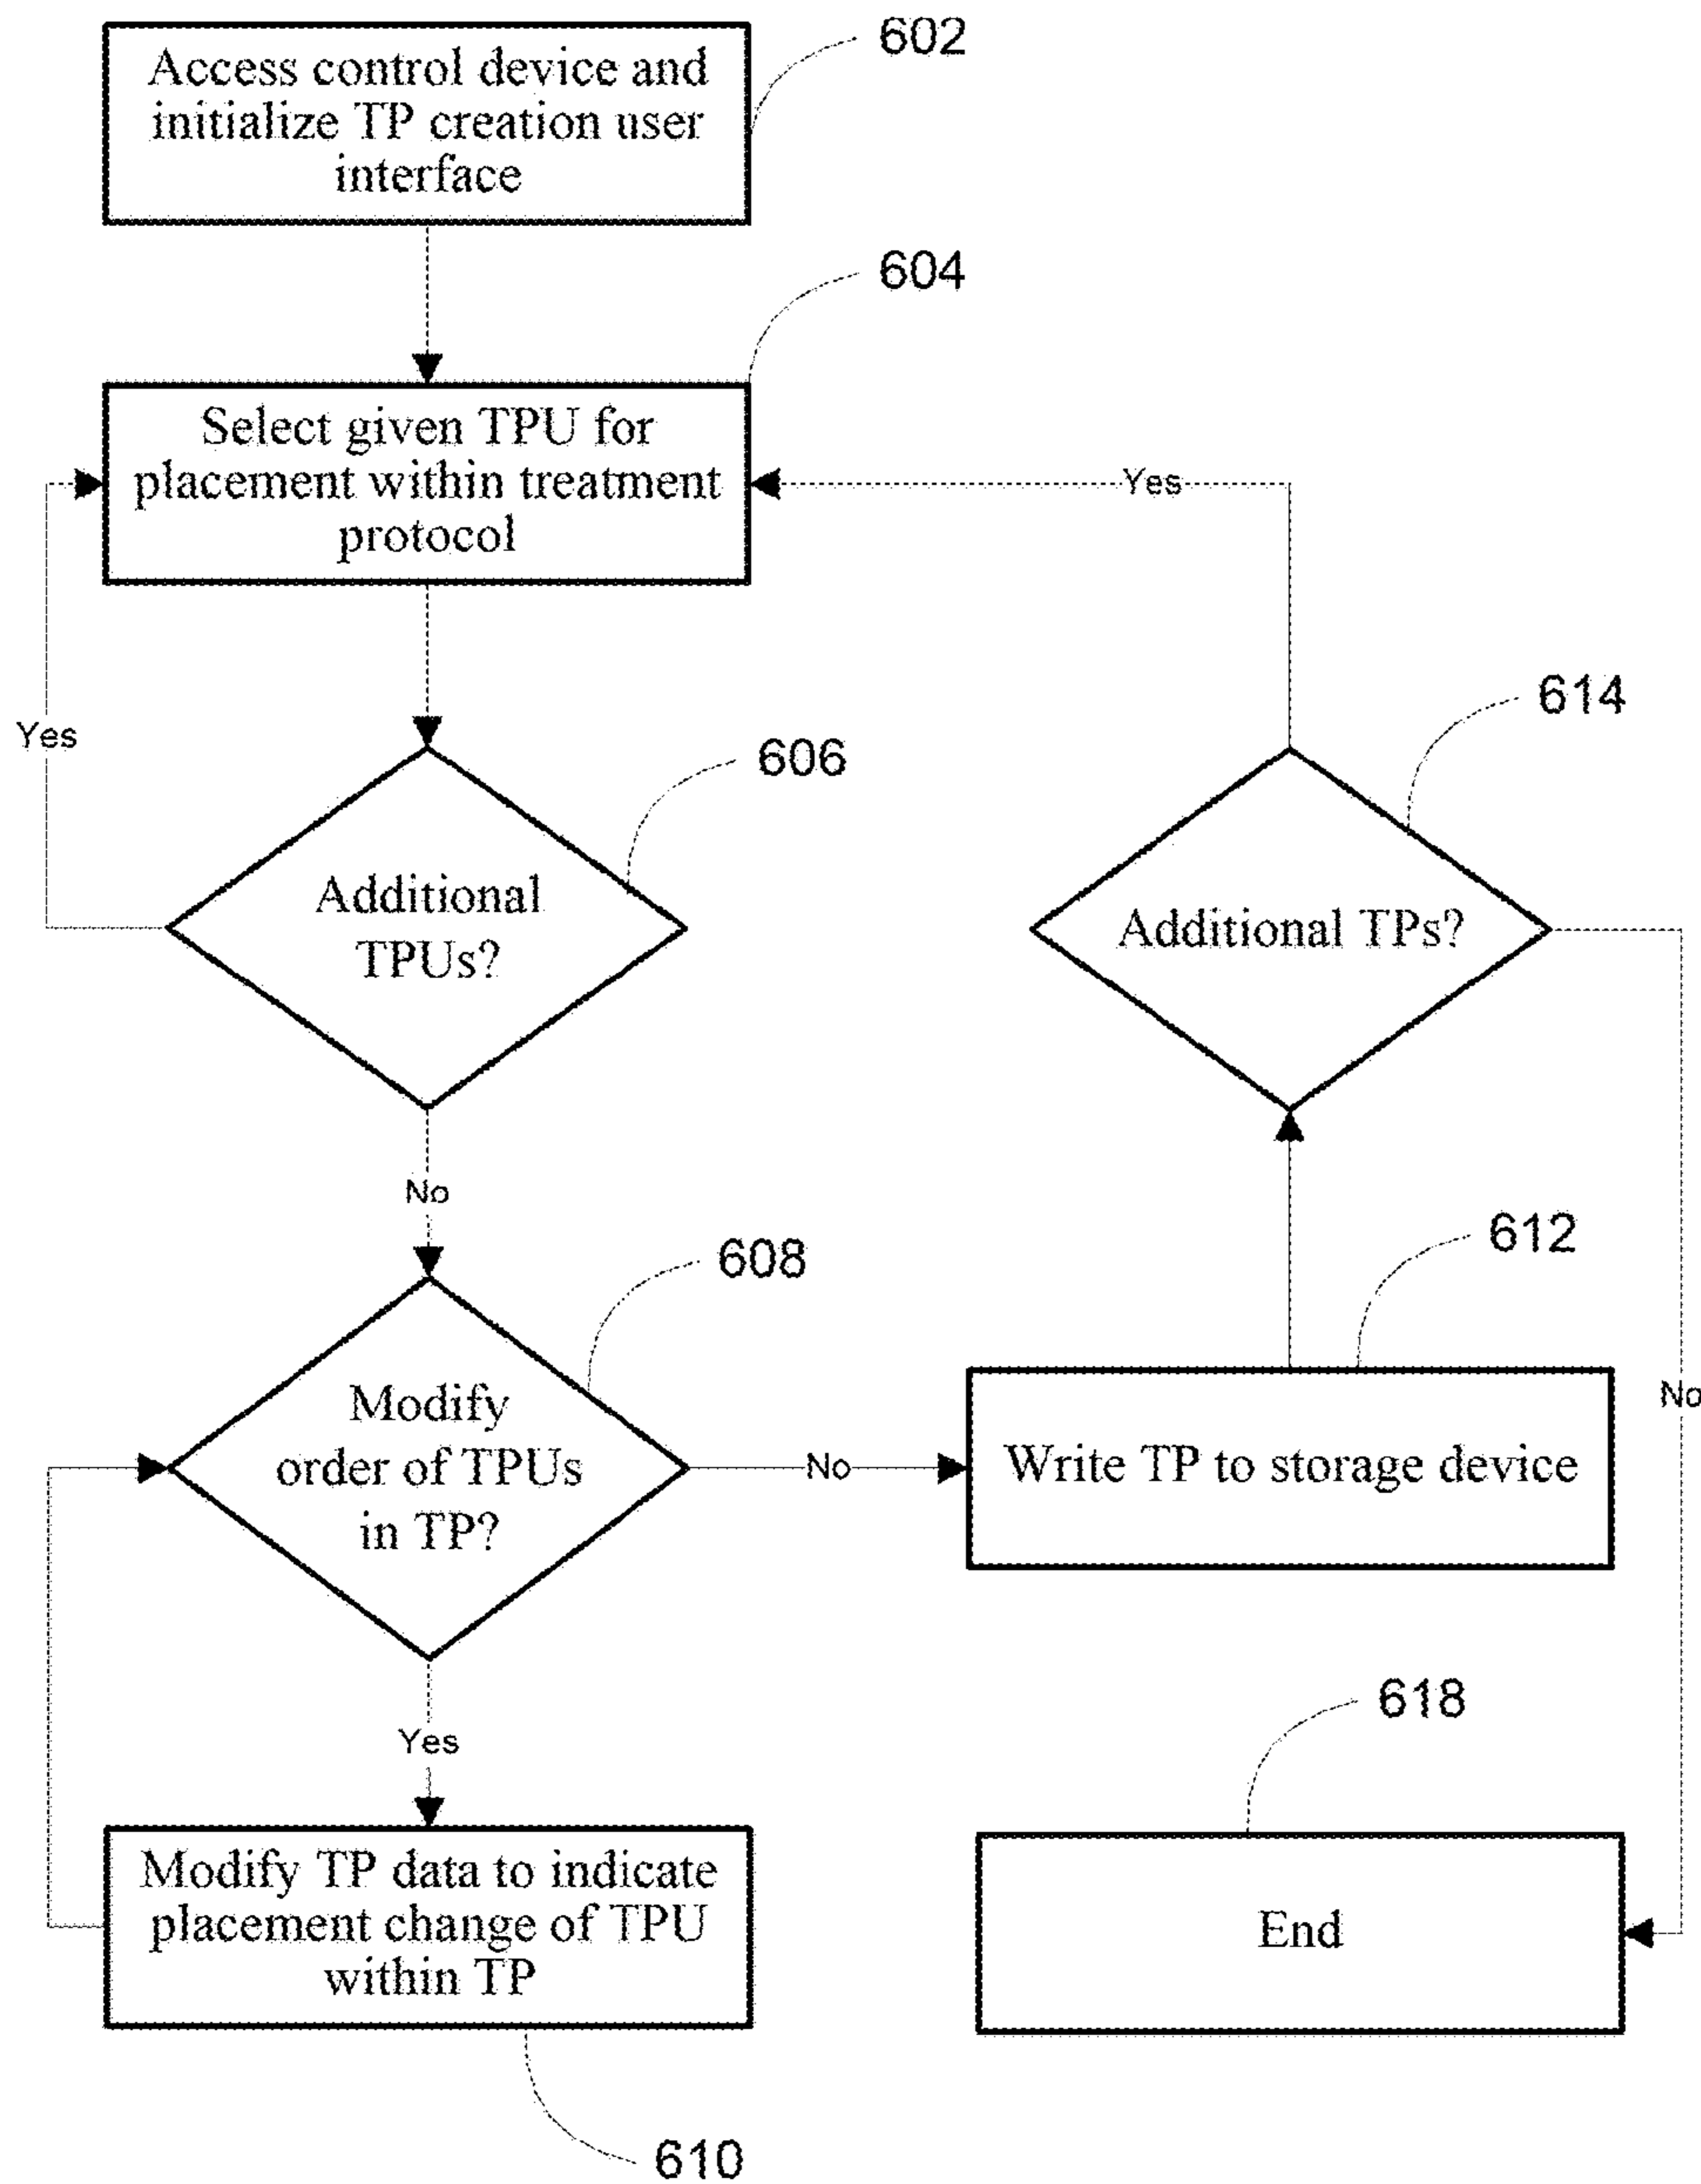 602
Access control device and
initialize TP creation user
interface
604
Select given TPU for
placement within treatment
protocol
Yes
Yes
614
606
Additional
TPUs?
Additional TPs?
No
612
608
Modify
order of TPUs
in TP?
No
Write TP to storage device
No
618
Yes
Modify TP data to indicate
placement change of TPU
within TP
End
610